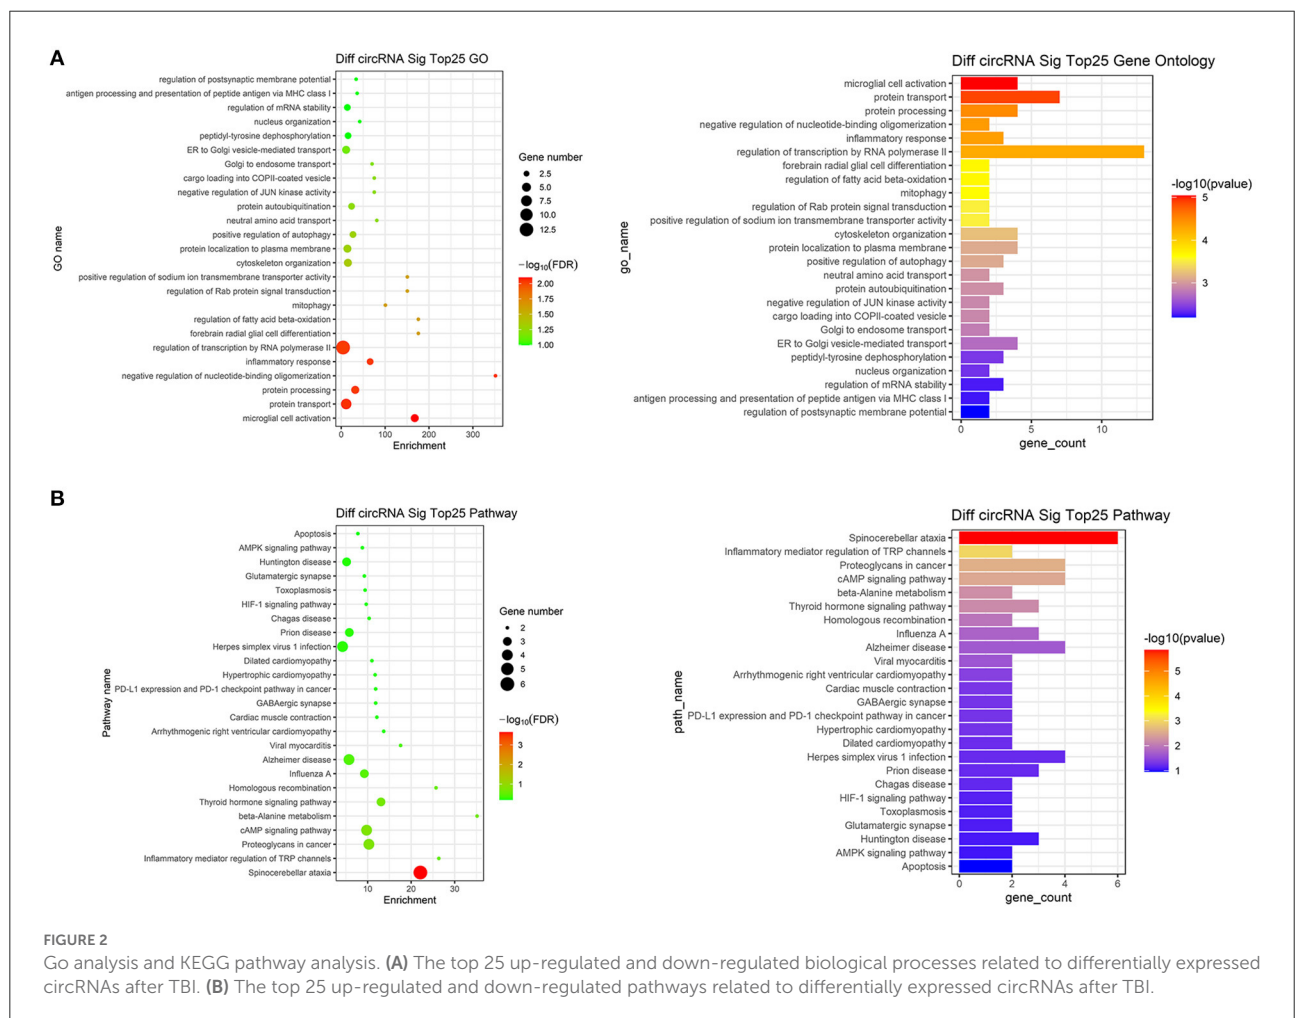 A
Diff circRNA Sig Top25 GO
GO name
regulation of postsynaptic membrane potential
antigen processing and presentation of peptide antigen via MHC class I
regulation of mRNA stability
nucleus organization
peptidyl-tyrosine dephosphorylation
ER to Golgi vesicle-mediated transport
Golgi to endosome transport
cargo loading into COPII-coated vesicle
negative regulation of JUN kinase activity
protein autoubiquitination
neutral amino acid transport
positive regulation of autophagy
protein localization to plasma membrane
cytoskeleton organization
positive regulation of sodium ion transmembrane transporter activity
regulation of Rab protein signal transduction
mitophagy
regulation of fatty acid beta-oxidation
forebrain radial glial cell differentiation
regulation of transcription by RNA polymerase II
inflammatory response
negative regulation of nucleotide-binding oligomerization
protein processing
protein transport
microglial cell activation
0 100 200 300
Enrichment
Gene number
2.5
5.0
7.5
10.0
12.5
−log10(FDR)
2.00
1.75
1.50
1.25
1.00
Diff circRNA Sig Top25 Gene Ontology
go_name
microglial cell activation
protein transport
protein processing
negative regulation of nucleotide-binding oligomerization
inflammatory response
regulation of transcription by RNA polymerase II
forebrain radial glial cell differentiation
regulation of fatty acid beta-oxidation
mitophagy
regulation of Rab protein signal transduction
positive regulation of sodium ion transmembrane transporter activity
cytoskeleton organization
protein localization to plasma membrane
positive regulation of autophagy
neutral amino acid transport
protein autoubiquitination
negative regulation of JUN kinase activity
cargo loading into COPII-coated vesicle
Golgi to endosome transport
ER to Golgi vesicle-mediated transport
peptidyl-tyrosine dephosphorylation
nucleus organization
regulation of mRNA stability
antigen processing and presentation of peptide antigen via MHC class I
regulation of postsynaptic membrane potential
0 5 10
gene_count
-log10(pvalue)
5
4
3
B
Diff circRNA Sig Top25 Pathway
Pathway name
Apoptosis
AMPK signaling pathway
Huntington disease
Glutamatergic synapse
Toxoplasmosis
HIF-1 signaling pathway
Chagas disease
Prion disease
Herpes simplex virus 1 infection
Dilated cardiomyopathy
Hypertrophic cardiomyopathy
PD-L1 expression and PD-1 checkpoint pathway in cancer
GABAergic synapse
Cardiac muscle contraction
Arrhythmogenic right ventricular cardiomyopathy
Viral myocarditis
Alzheimer disease
Influenza A
Homologous recombination
Thyroid hormone signaling pathway
beta-Alanine metabolism
cAMP signaling pathway
Proteoglycans in cancer
Inflammatory mediator regulation of TRP channels
Spinocerebellar ataxia
10 20 30
Enrichment
Gene number
2
3
4
5
6
−log10(FDR)
3
2
1
Diff circRNA Sig Top25 Pathway
path_name
Spinocerebellar ataxia
Inflammatory mediator regulation of TRP channels
Proteoglycans in cancer
cAMP signaling pathway
beta-Alanine metabolism
Thyroid hormone signaling pathway
Homologous recombination
Influenza A
Alzheimer disease
Viral myocarditis
Arrhythmogenic right ventricular cardiomyopathy
Cardiac muscle contraction
GABAergic synapse
PD-L1 expression and PD-1 checkpoint pathway in cancer
Hypertrophic cardiomyopathy
Dilated cardiomyopathy
Herpes simplex virus 1 infection
Prion disease
Chagas disease
HIF-1 signaling pathway
Toxoplasmosis
Glutamatergic synapse
Huntington disease
AMPK signaling pathway
Apoptosis
0 2 4 6
gene_count
-log10(pvalue)
5
4
3
2
1
FIGURE 2
Go analysis and KEGG pathway analysis. (A) The top 25 up-regulated and down-regulated biological processes related to differentially expressed
circRNAs after TBI. (B) The top 25 up-regulated and down-regulated pathways related to differentially expressed circRNAs after TBI.